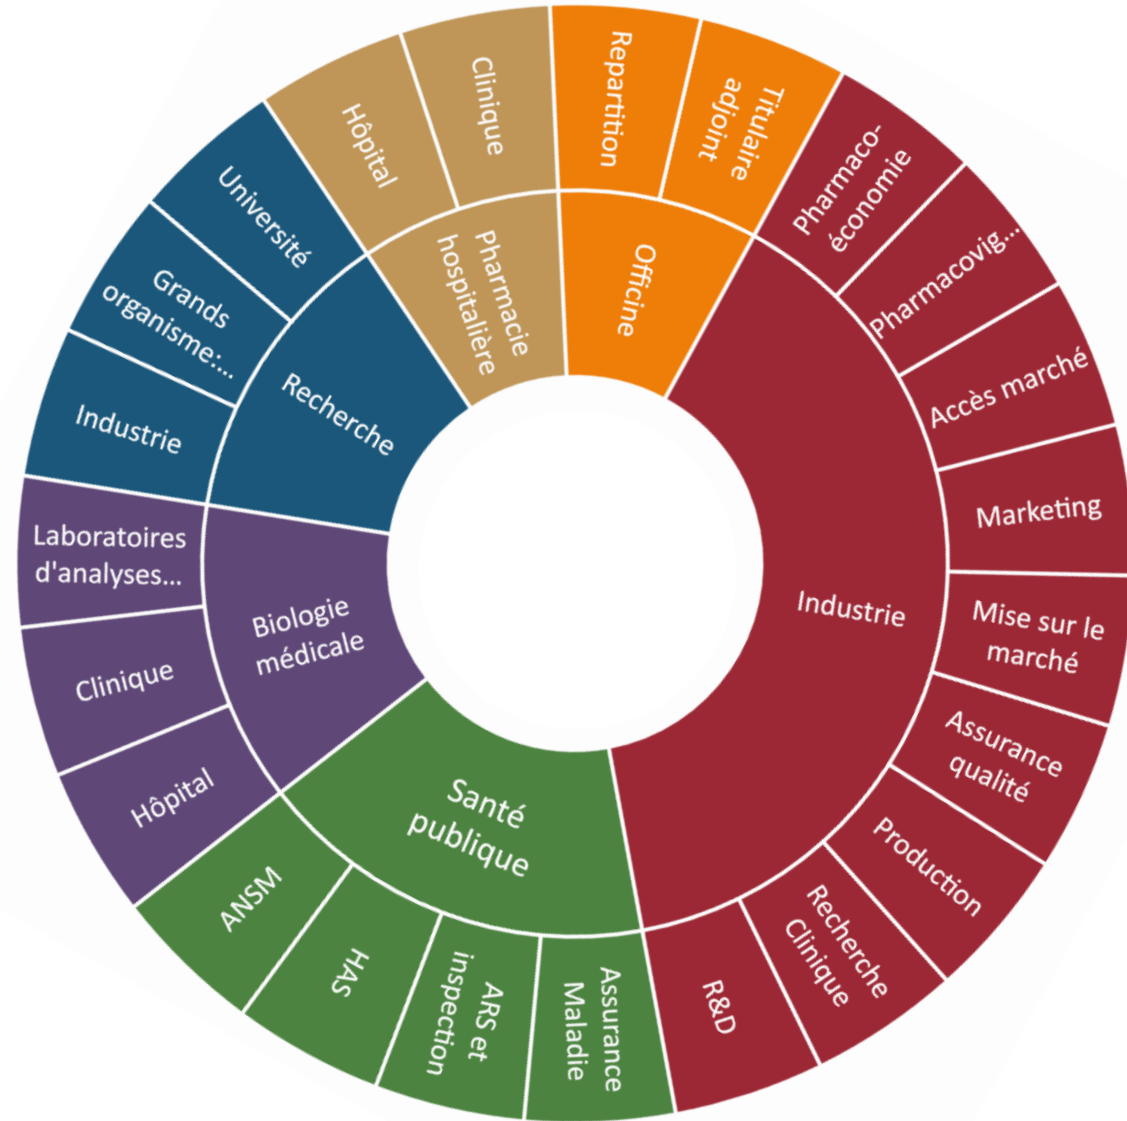 Repartition
Titulaire
adjoint
Officine
Pharmaco-
économie
Pharmacovig...
Accès marché
Marketing
Mise sur le
marché
Assurance
qualité
Production
Recherche
Clinique
R&D
Industrie
Assurance
Maladie
ARS et
inspection
HAS
ANSM
Santé
publique
Hôpital
Clinique
Laboratoires
d'analyses...
Biologie
médicale
Industrie
Grands
organisme:...
Université
Recherche
Hôpital
Clinique
Pharmacie
hospitalière